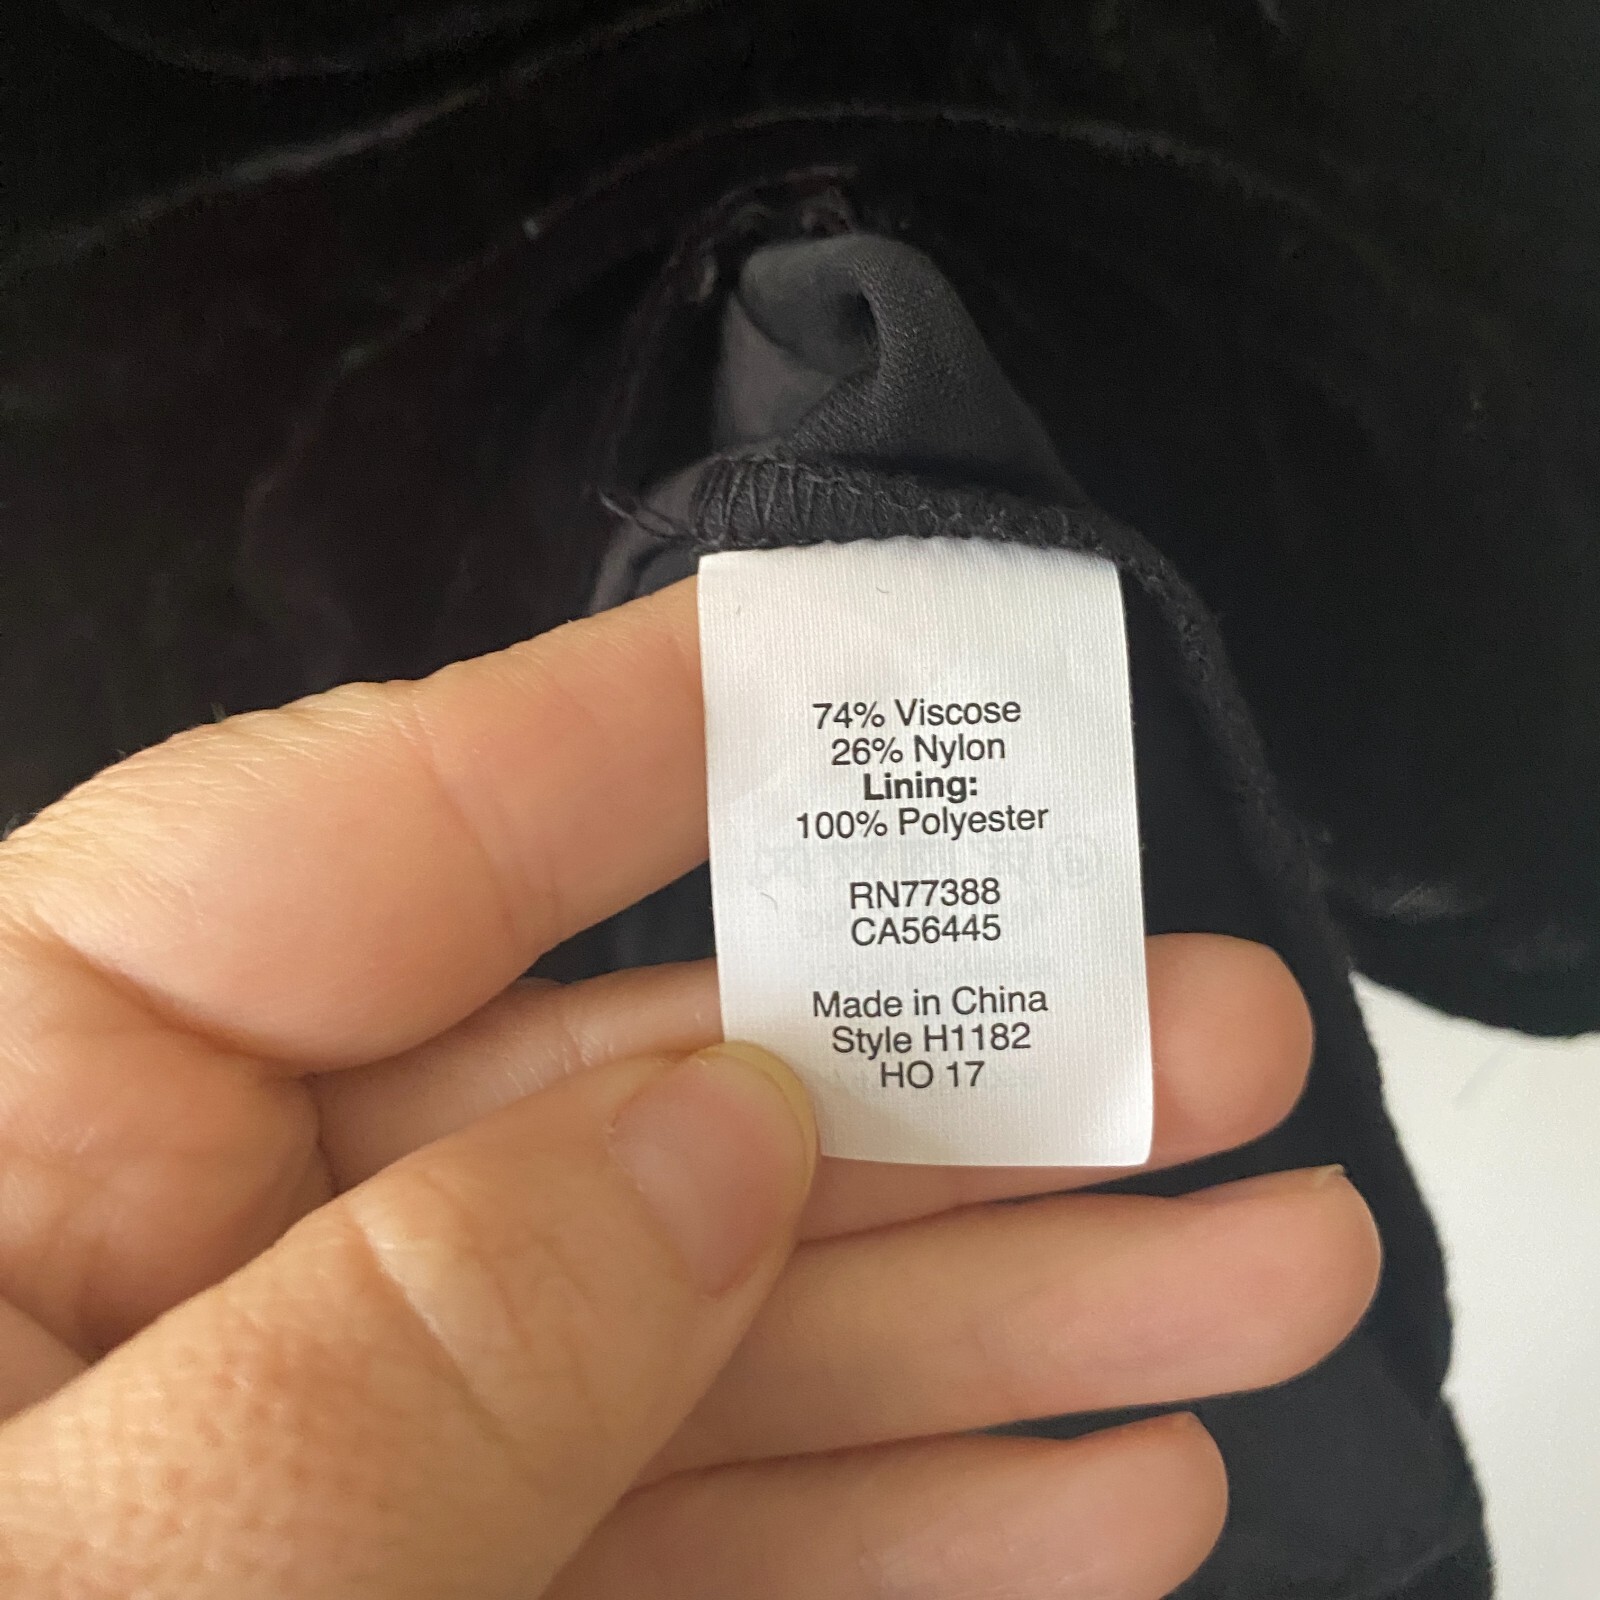 74% Viscose
26% Nylon
Lining:
100% Polyester
RN77388
CA56445
Made in China
Style H1182
HO 17